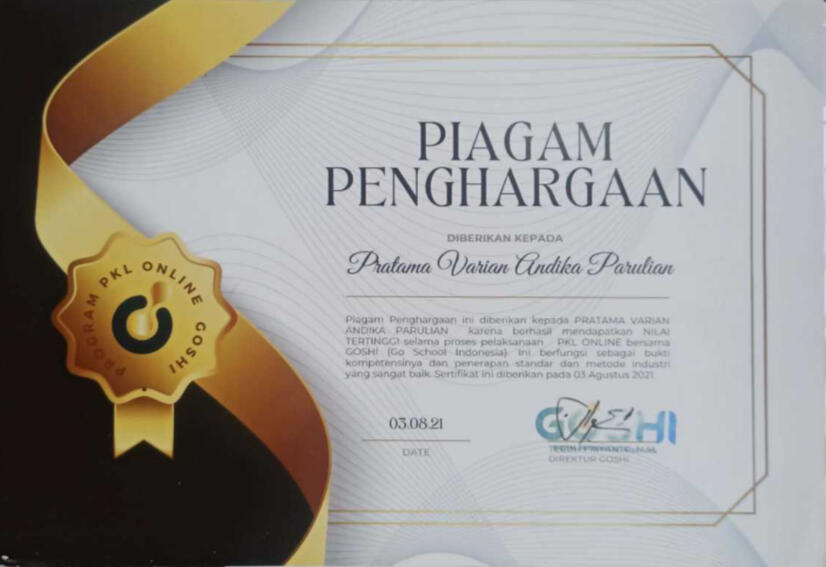 PIAGAM
PENGHARGAAN
DIBERIKAN KEPADA
Pratama Varian Andika Parulian
Piagam Penghargaan ini diberikan kepada PRATAMA VARIAN
ANDIKA PARULIAN karena borhasil mendapatkan NILAI
TERTINGGI selama proses pelaksanaan PKL ONLINE bersama
GOSHI (Go School Indonesia). Ini berfungsi sebagai bukti
kompetensinya dan penerapan standar dan metode industri
yang sangat baik. Sertifikat ini diberikan pada 03 Agustus 2021.
03.08.21
DATE
GOSHI
DIREKTUR GOSHI
PROGRAM PKL ONLINE GOSHI